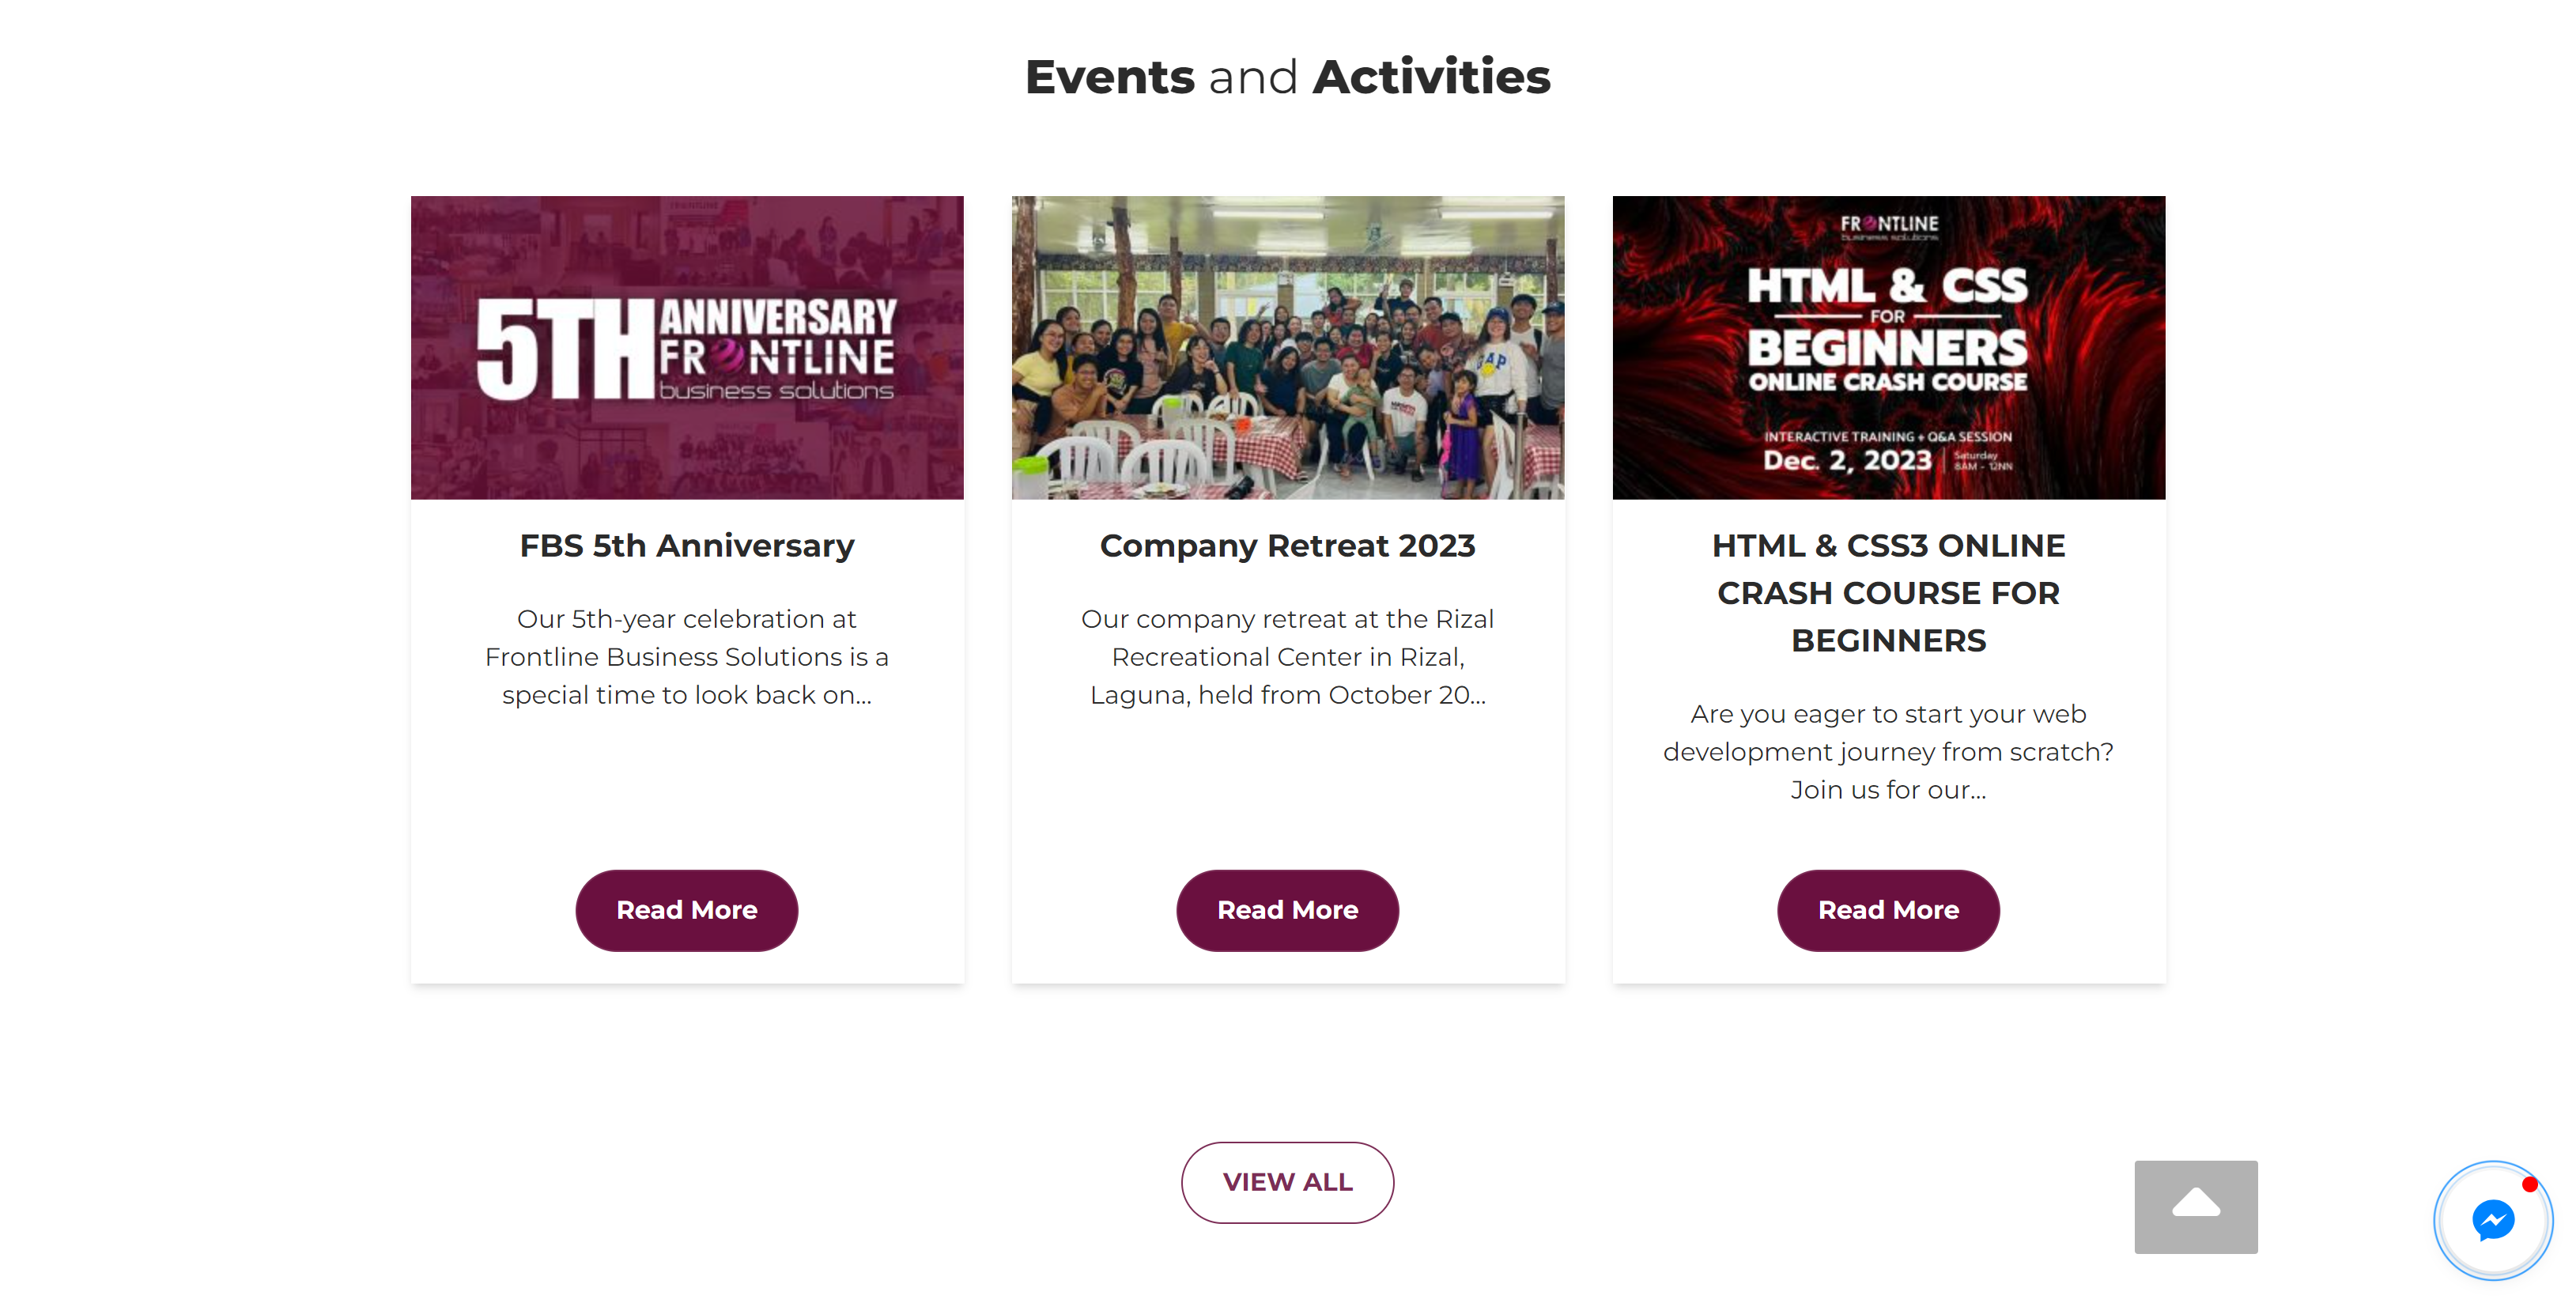 Events and Activities
5TH ANNIVERSARY
FRONTLINE
business solutions
FRONTLINE
business solutions
HTML & CSS
FOR
BEGINNERS
ONLINE CRASH COURSE
INTERACTIVE TRAINING + Q&A SESSION
Dec. 2, 2023 Saturday
8AM - 12NN
FBS 5th Anniversary
Our 5th-year celebration at
Frontline Business Solutions is a
special time to look back on...
Read More
Company Retreat 2023
Our company retreat at the Rizal
Recreational Center in Rizal,
Laguna, held from October 20...
Read More
HTML & CSS3 ONLINE
CRASH COURSE FOR
BEGINNERS
Are you eager to start your web
development journey from scratch?
Join us for our...
Read More
VIEW ALL